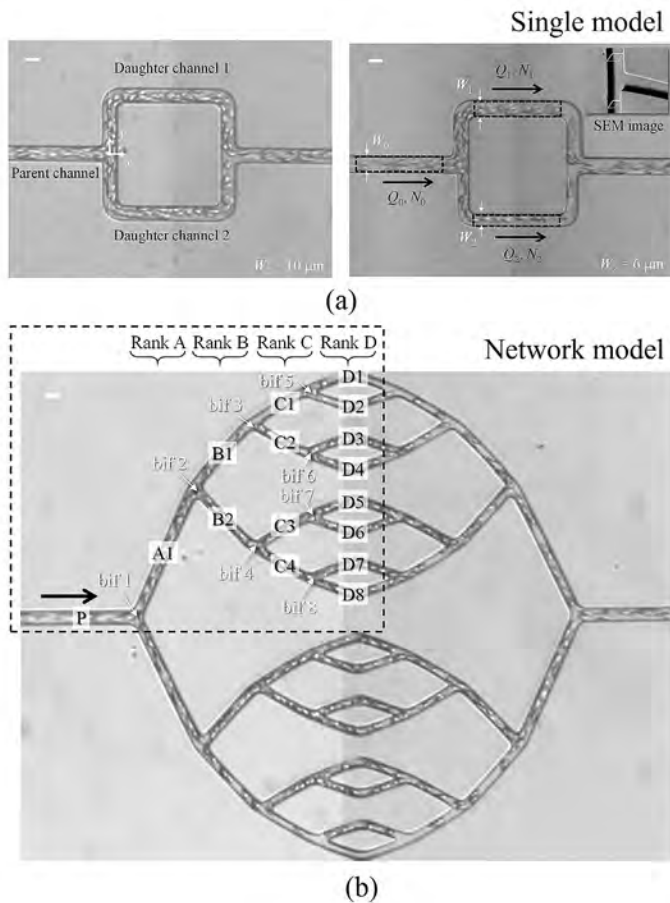 Single model
Daughter channel 1
Parent channel
Daughter channel 2
W₂ = 10 μm
Q₁, N₁
W₁
SEM image
W₀
Q₀, N₀
W₂
Q₂, N₂
W₂ = 6 μm
(a)
Rank A Rank B Rank C Rank D
Network model
bif 5
D1
C1
D2
bif 3
D3
C2
D4
B1
bif 6
bif 2
bif 7
D5
B2
C3
D6
A1
bif 4
C4
D7
bif 1
bif 8
D8
P
(b)